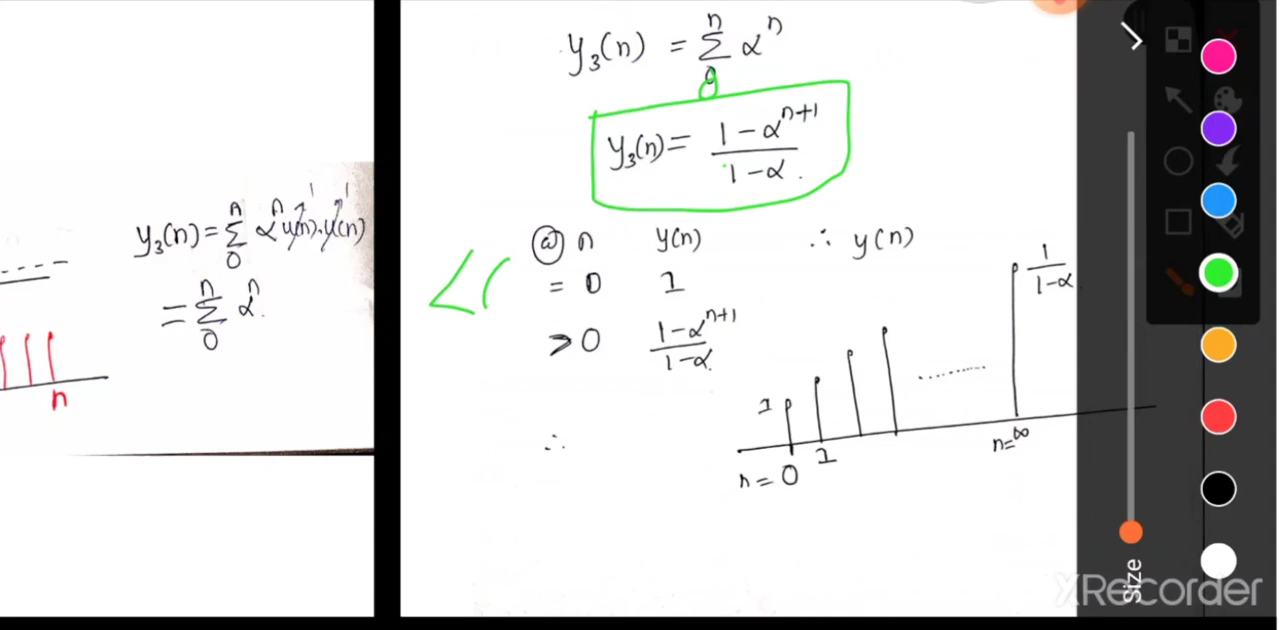 y₃(n) = Σ₀ⁿ αⁿu(n).u(n)
= Σ₀ⁿ αⁿ.
n
y₃(n) = Σ₀ⁿ αⁿ
y₃(n) = (1-αⁿ⁺¹)/(1-α).
@ n y(n) ∴ y(n)
= 0 1
> 0 (1-αⁿ⁺¹)/(1-α)
∴
1
1/(1-α)
n = 0 1 n=∞
Size
XRecorder